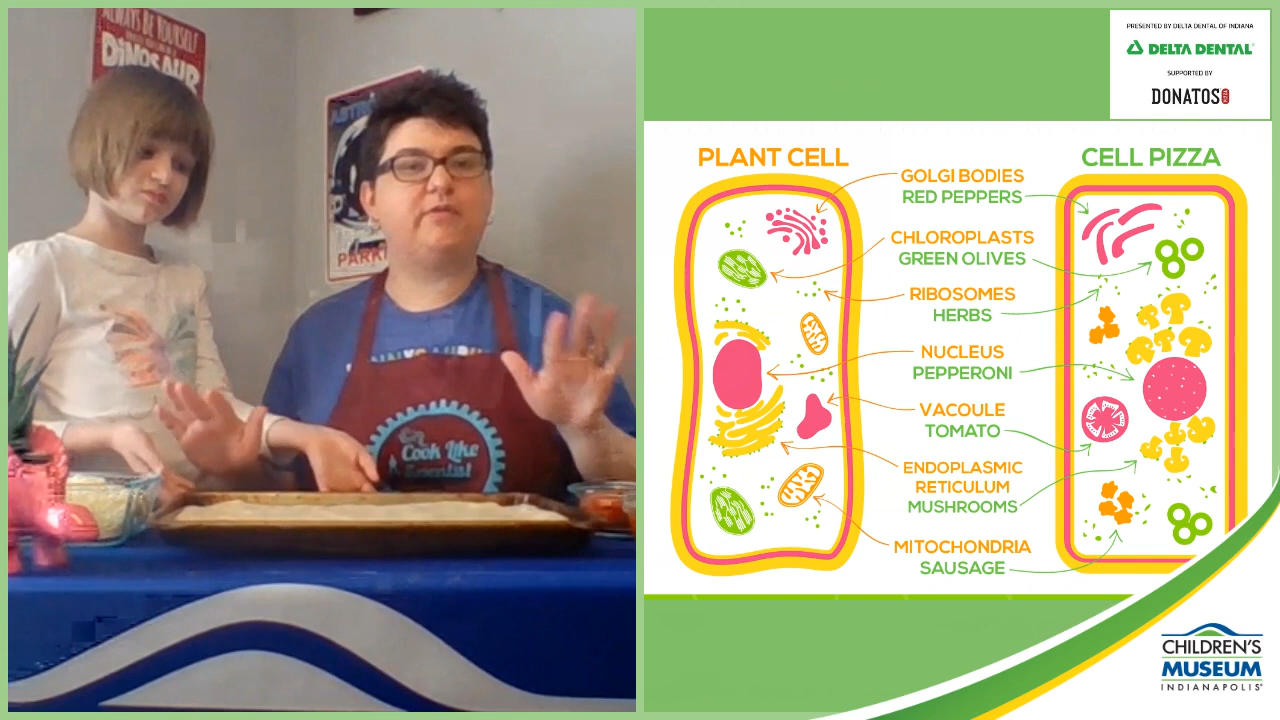 ALWAYS BE YOURSELF
DINOSAUR
PARK
Cook Like
Scientist
PRESENTED BY DELTA DENTAL OF INDIANA
DELTA DENTAL
SUPPORTED BY
DONATOS
PLANT CELL
CELL PIZZA
GOLGI BODIES
RED PEPPERS
CHLOROPLASTS
GREEN OLIVES
RIBOSOMES
HERBS
NUCLEUS
PEPPERONI
VACOULE
TOMATO
ENDOPLASMIC
RETICULUM
MUSHROOMS
MITOCHONDRIA
SAUSAGE
CHILDREN'S
MUSEUM
INDIANAPOLIS